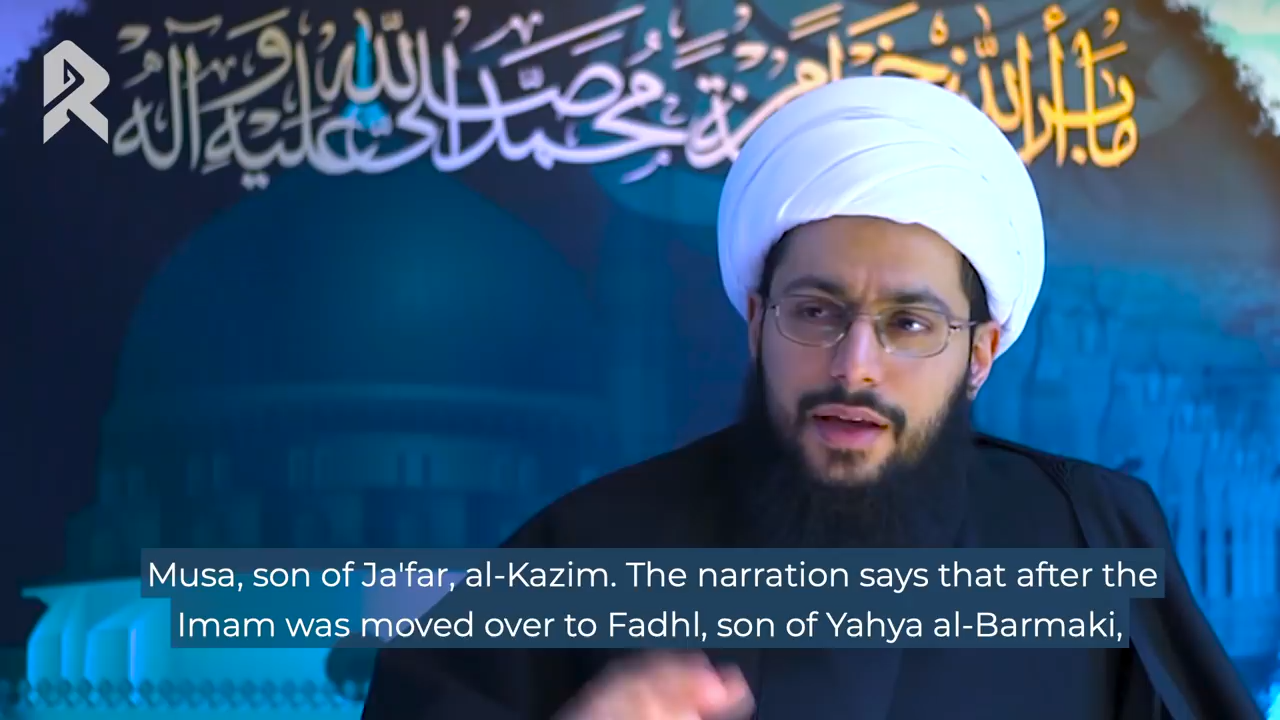 محمد صلى الله عليه وآله
Musa, son of Ja'far, al-Kazim. The narration says that after the
Imam was moved over to Fadhl, son of Yahya al-Barmaki,